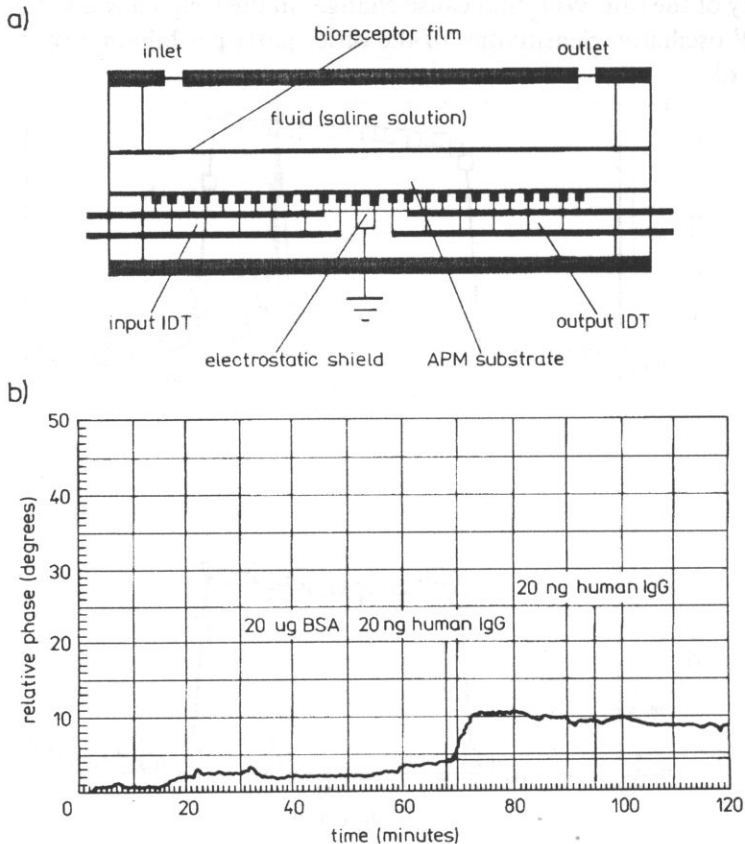 a)
bioreceptor film
inlet
outlet
fluid (saline solution)
input IDT
output IDT
electrostatic shield
APM substrate
b)
50
40
30
20
10
0
relative phase (degrees)
20 ug BSA
20 ng human IgG
20 ng human IgG
20
40
60
80
100
120
time (minutes)